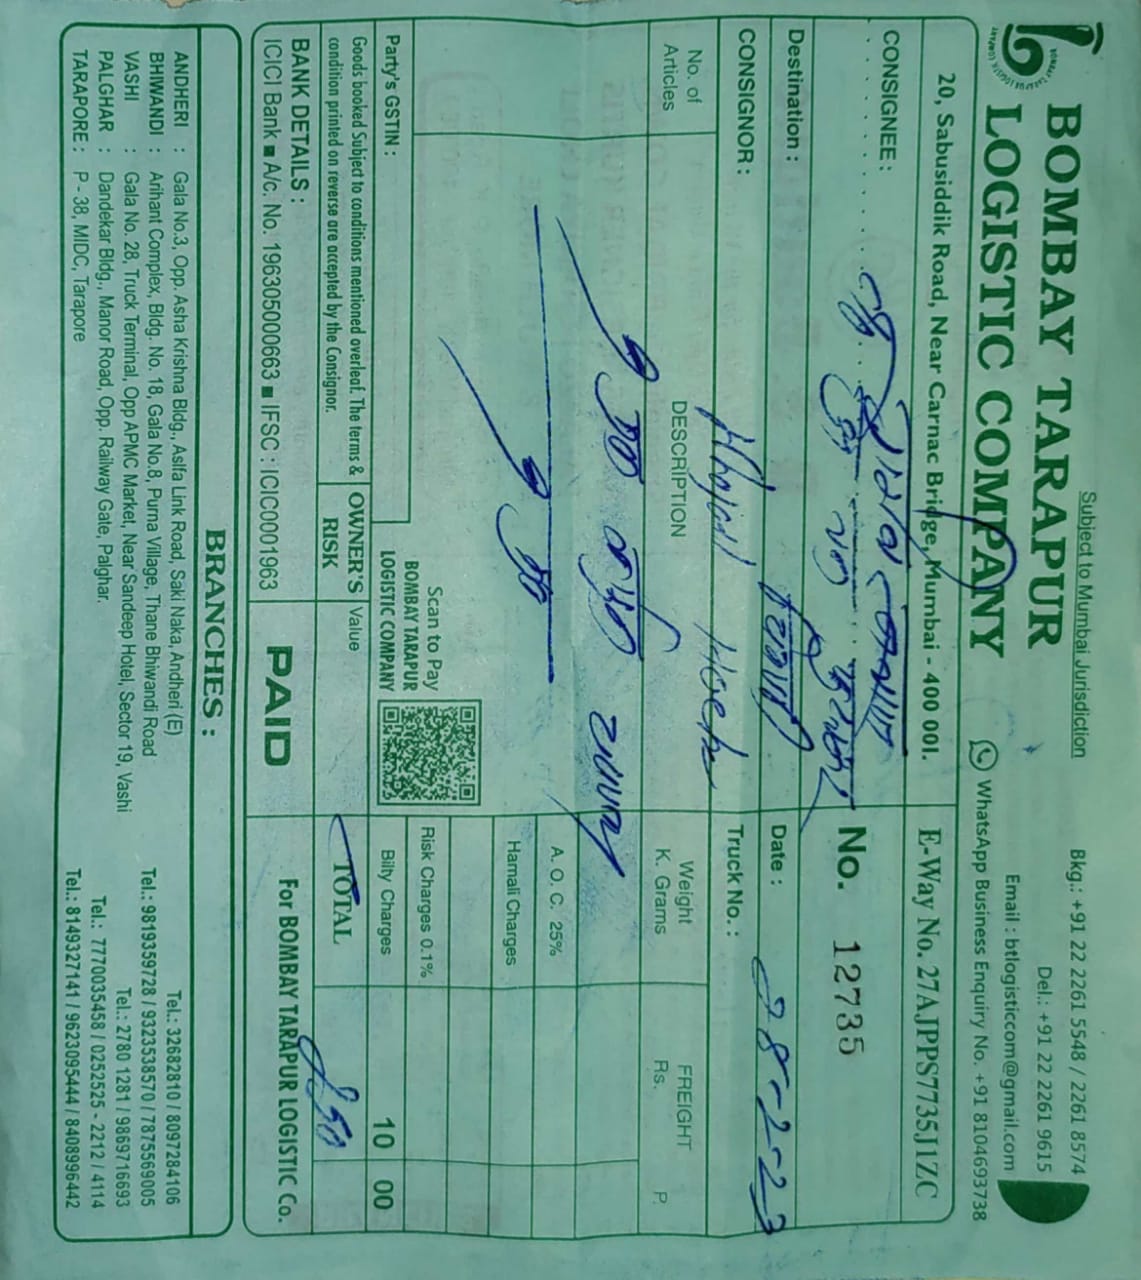 Subject to Mumbai Jurisdiction
BOMBAY TARAPUR
LOGISTIC COMPANY
Bkg.: +91 22 2261 5548 / 2261 8574
Del.: +91 22 2261 9615
Email : btlogisticcom@gmail.com
WhatsApp Business Enquiry No. +91 8104693738
20, Sabusiddik Road, Near Carnac Bridge, Mumbai - 400 001.
E-Way No. 27AJPPS7735J1ZC
CONSIGNEE :
No. 12735
Destination :
Date : 28-2-23
CONSIGNOR :
Truck No. :
No. of Articles
DESCRIPTION
Weight K. Grams
FREIGHT
Rs. P.
A. O. C. 25%
Hamali Charges
Risk Charges 0.1%
Party's GSTIN :
Scan to Pay
BOMBAY TARAPUR
LOGISTIC COMPANY
Billy Charges 10 00
Goods booked Subject to conditions mentioned overleaf. The terms &
condition printed on reverse are accepted by the Consignor.
OWNER'S RISK
Value
TOTAL
BANK DETAILS :
ICICI Bank ■ A/c. No. 196305000663 ■ IFSC : ICIC0001963
PAID
For BOMBAY TARAPUR LOGISTIC Co.
BRANCHES :
ANDHERI : Gala No.3, Opp. Asha Krishna Bldg., Aslfa Link Road, Saki Naka, Andheri (E) Tel.: 32682810 / 8097284106
BHIWANDI : Arihant Complex, Bldg. No. 18, Gala No.8, Purna Village, Thane Bhiwandi Road Tel.: 9819359728 / 9323538570 / 7875569005
VASHI : Gala No. 28, Truck Terminal, Opp APMC Market, Near Sandeep Hotel, Sector 19, Vashi Tel.: 2780 1281 / 9869716693
PALGHAR : Dandekar Bldg., Manor Road, Opp. Railway Gate, Palghar. Tel.: 7770035458 / 0252525 - 2212 / 4114
TARAPORE : P - 38, MIDC, Tarapore Tel.: 8149327141 / 9623095444 / 8408996442